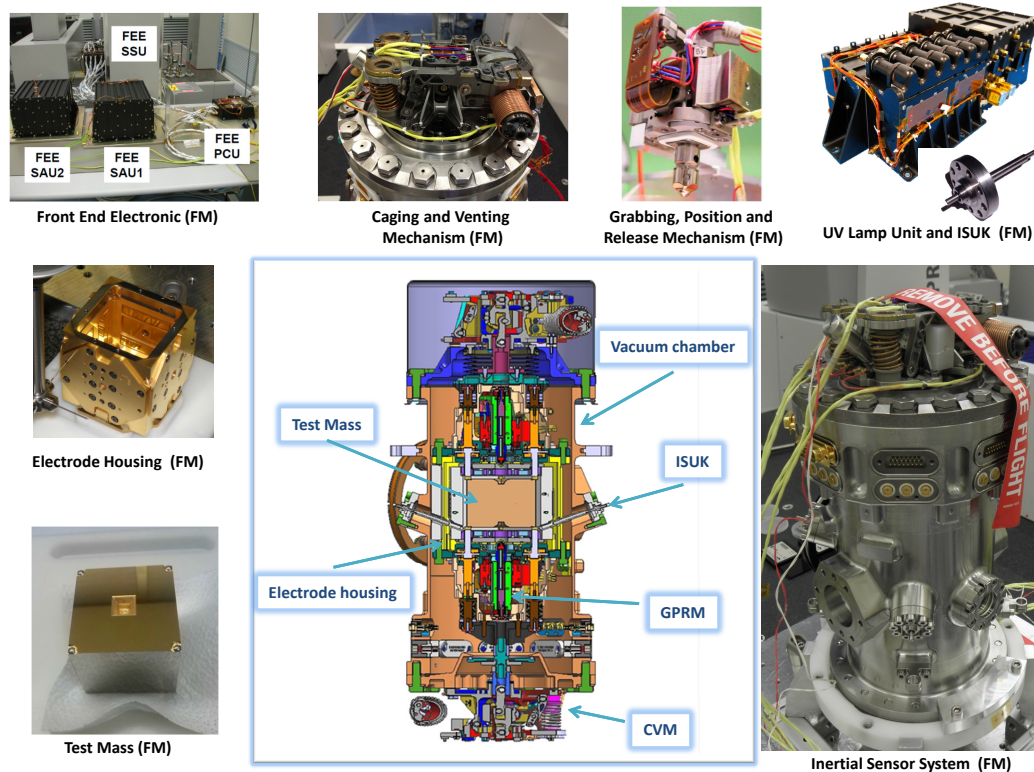 FEE
SSU
FEE
SAU2
FEE
SAU1
FEE
PCU
Front End Electronic (FM)
Caging and Venting
Mechanism (FM)
Grabbing, Position and
Release Mechanism (FM)
UV Lamp Unit and ISUK (FM)
Electrode Housing (FM)
Test Mass (FM)
Vacuum chamber
Test Mass
ISUK
Electrode housing
GPRM
CVM
REMOVE BEFORE FLIGHT
Inertial Sensor System (FM)